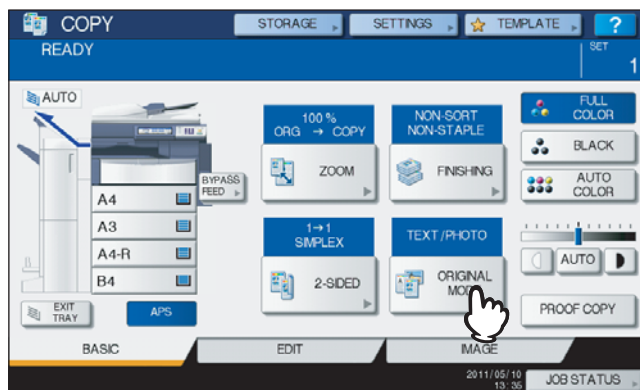 COPY
STORAGE
SETTINGS
TEMPLATE
?
READY
SET
1
AUTO
BYPASS
FEED
A4
A3
A4-R
B4
EXIT
TRAY
APS
100 %
ORG → COPY
ZOOM
NON-SORT
NON-STAPLE
FINISHING
1→1
SIMPLEX
2-SIDED
TEXT/PHOTO
ORIGINAL
FULL
COLOR
BLACK
AUTO
COLOR
AUTO
PROOF COPY
BASIC
EDIT
IMAGE
2011/05/10
13:35
JOB STATUS